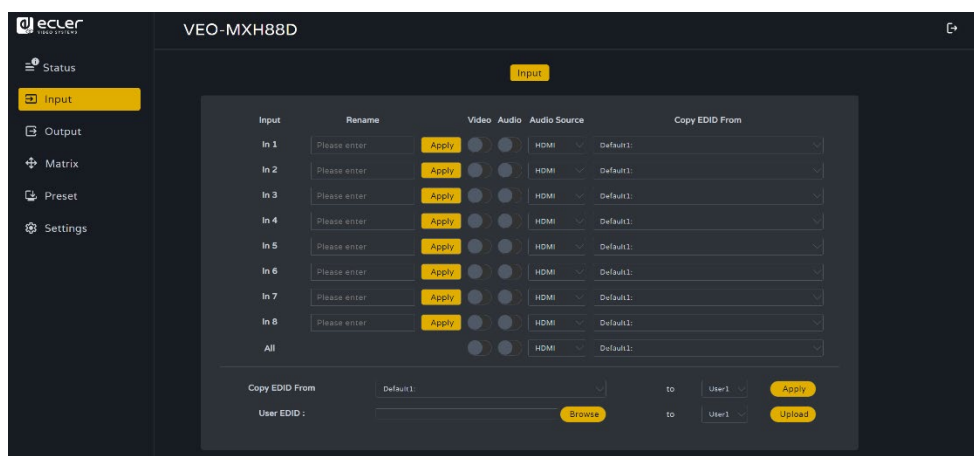 ecler
VIDEO SYSTEMS
VEO-MXH88D
Status
Input
Output
Matrix
Preset
Settings
Input
Input Rename Video Audio Audio Source Copy EDID From
In 1 Please enter Apply HDMI Default1:
In 2 Please enter Apply HDMI Default1:
In 3 Please enter Apply HDMI Default1:
In 4 Please enter Apply HDMI Default1:
In 5 Please enter Apply HDMI Default1:
In 6 Please enter Apply HDMI Default1:
In 7 Please enter Apply HDMI Default1:
In 8 Please enter Apply HDMI Default1:
All HDMI Default1:
Copy EDID From Default1: to User1 Apply
User EDID : Browse to User1 Upload